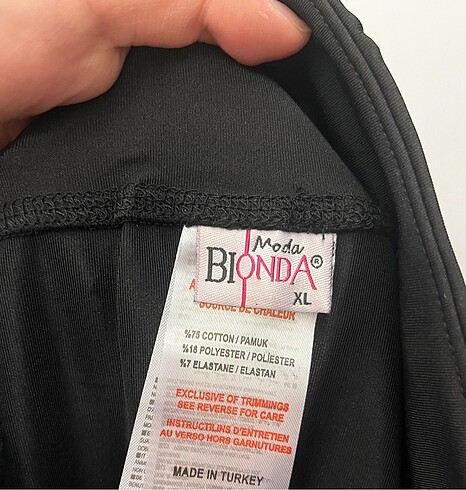 Moda
BIONDA®
XL
SOURCE DE CHALEUR
%75 COTTON / PAMUK
%18 POLYESTER / POLİESTER
%7 ELASTANE / ELASTAN
EXCLUSIVE OF TRIMMINGS
SEE REVERSE FOR CARE
INSTRUCTILINS D'ENTRETIEN
AU VERSO HORS GARNUTURES
MADE IN TURKEY